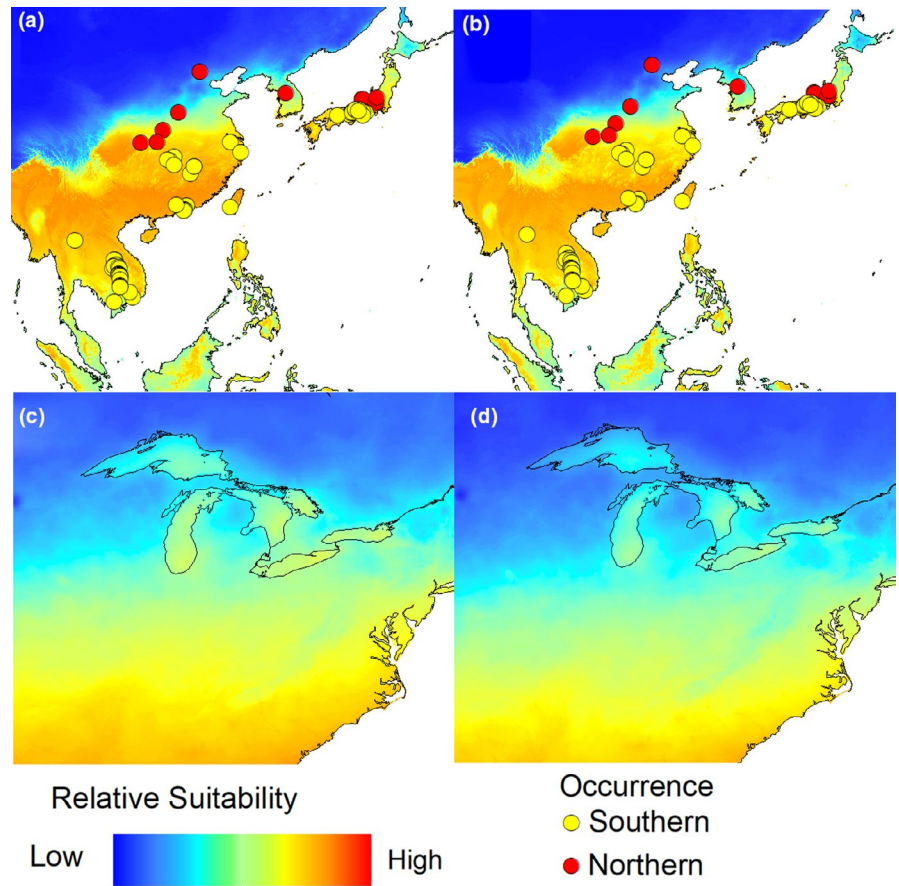 (a)
(b)
(c)
(d)
Relative Suitability
Low
High
Occurrence
Southern
Northern